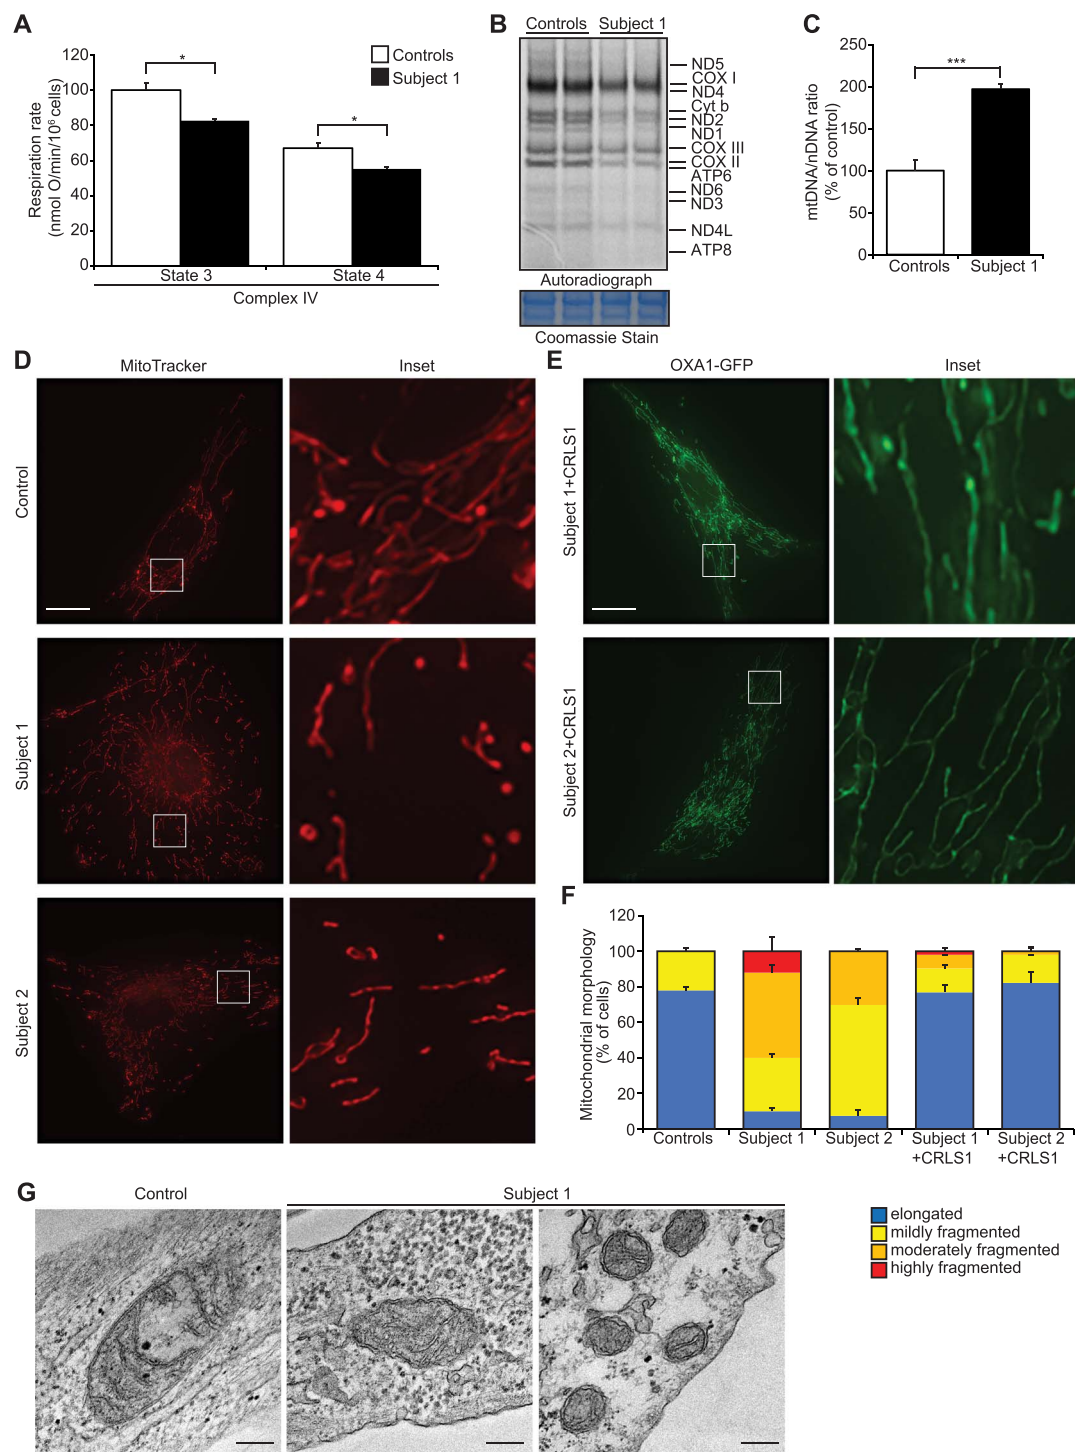 A
Respiration rate
(nmol O/min/10⁶ cells)
120
100
80
60
40
20
0
*
*
Controls
Subject 1
State 3
State 4
Complex IV
B
Controls
Subject 1
ND5
COX I
ND4
Cyt b
ND2
ND1
COX III
COX II
ATP6
ND6
ND3
ND4L
ATP8
Autoradiograph
Coomassie Stain
C
mtDNA/nDNA ratio
(% of control)
250
200
150
100
50
0
***
Controls
Subject 1
D
MitoTracker
Inset
Control
Subject 1
Subject 2
E
OXA1-GFP
Inset
Subject 1+CRLS1
Subject 2+CRLS1
F
Mitochondrial morphology
(% of cells)
120
100
80
60
40
20
0
Controls
Subject 1
Subject 2
Subject 1
+CRLS1
Subject 2
+CRLS1
elongated
mildly fragmented
moderately fragmented
highly fragmented
G
Control
Subject 1